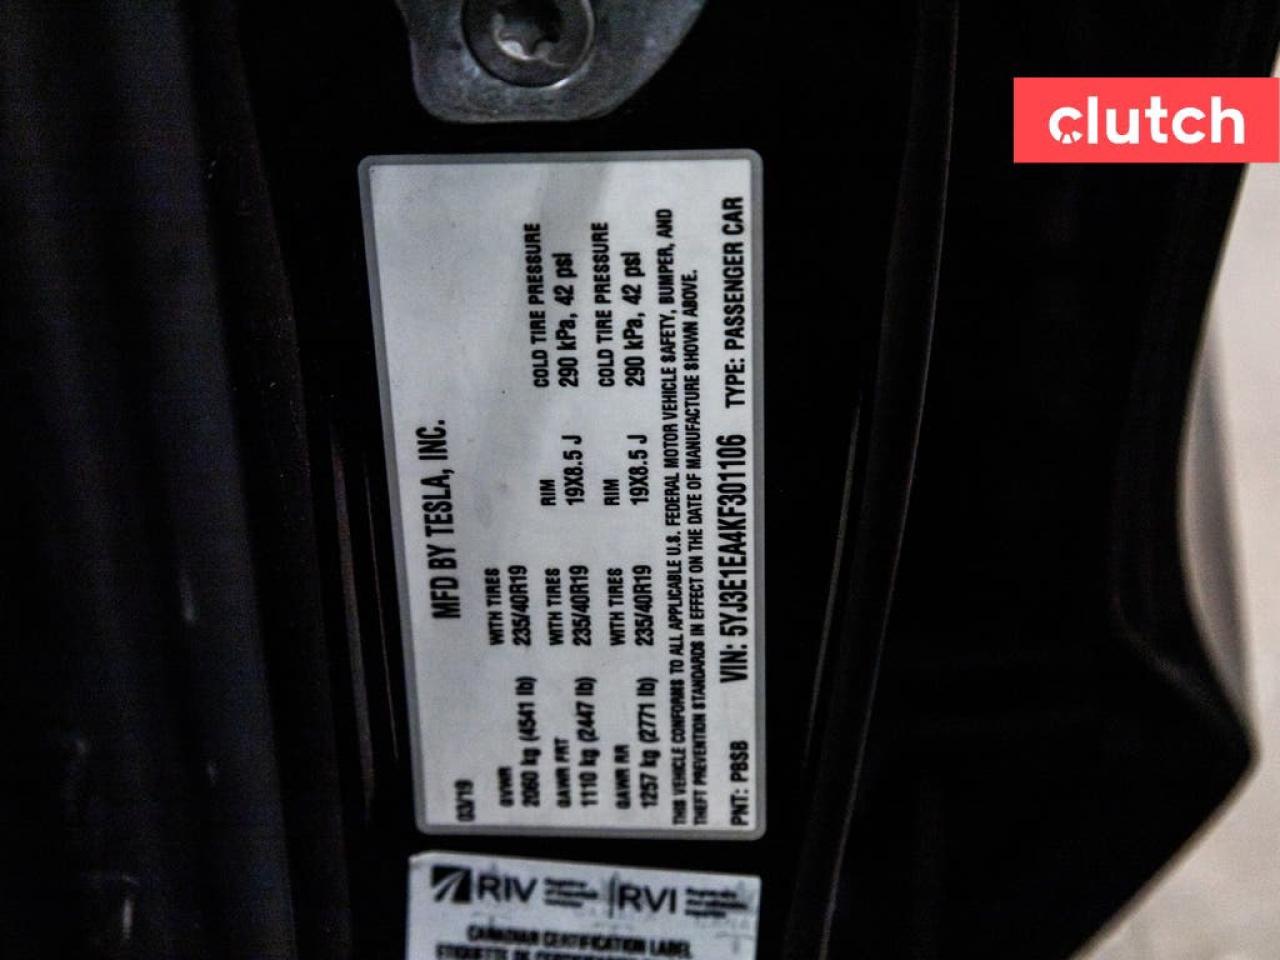 clutch
MFD BY TESLA, INC.
03/19
GVWR WITH TIRES RIM COLD TIRE PRESSURE
2060 kg (4541 lb) 235/40R19 19X8.5 J 290 kPa, 42 psi
GAWR FRT WITH TIRES RIM COLD TIRE PRESSURE
1110 kg (2447 lb) 235/40R19 19X8.5 J 290 kPa, 42 psi
GAWR RR WITH TIRES
1257 kg (2771 lb) 235/40R19
THIS VEHICLE CONFORMS TO ALL APPLICABLE U.S. FEDERAL MOTOR VEHICLE SAFETY, BUMPER, AND
THEFT PREVENTION STANDARDS IN EFFECT ON THE DATE OF MANUFACTURE SHOWN ABOVE.
PNT: PBSB VIN: 5YJ3E1EA4KF301106 TYPE: PASSENGER CAR
RIV RVI
CANADIAN CERTIFICATION LABEL
ETIQUETTE DE